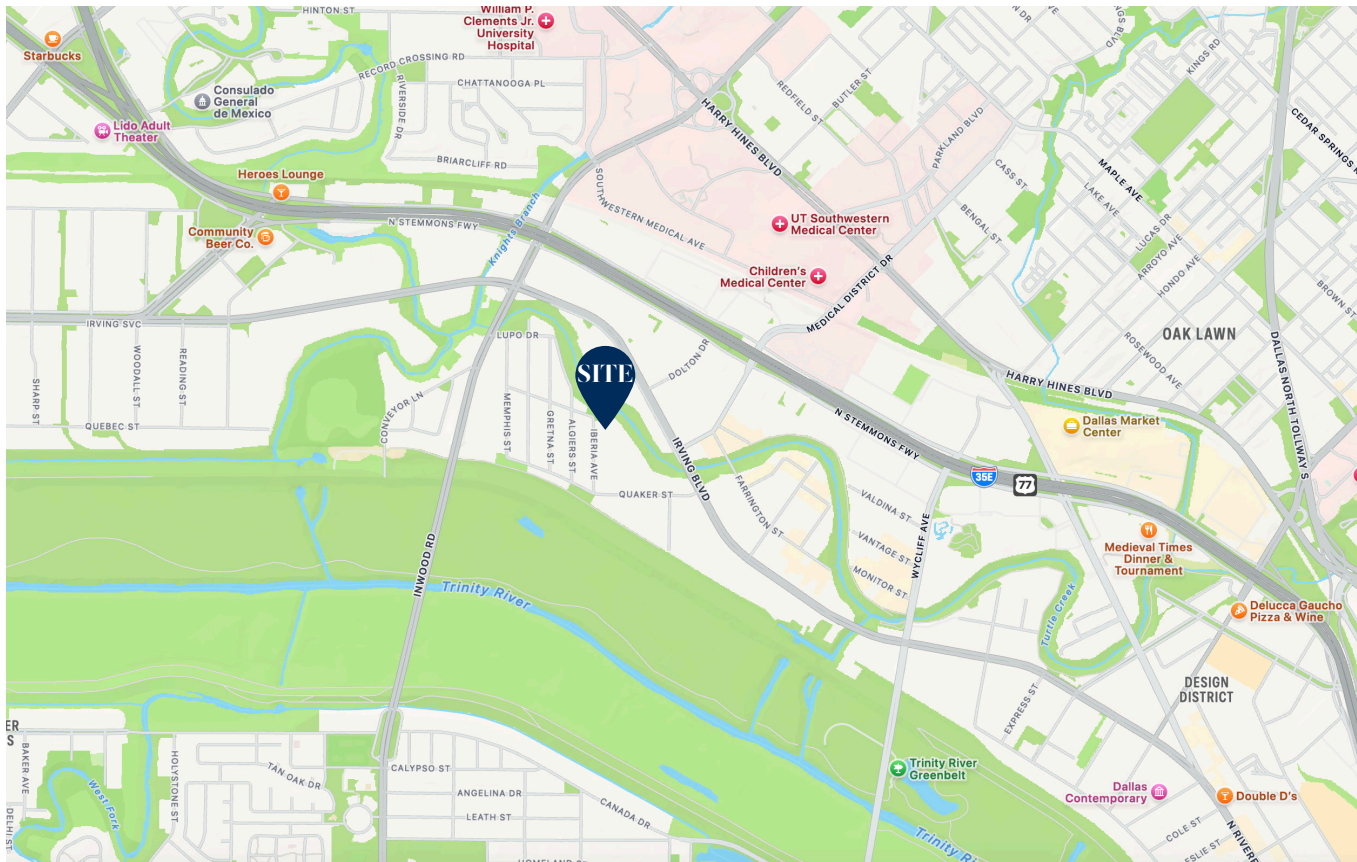 HINTON ST
William P.
Clements Jr.
University
Hospital
Starbucks
RECORD CROSSING RD
CHATTANOOGA PL
RIVERSIDE DR
Consulado
General
de Mexico
Lido Adult
Theater
BRIARCLIFF RD
Heroes Lounge
Community
Beer Co.
N STEMMONS FWY
Knights Branch
SOUTHWESTERN MEDICAL AVE
HARRY HINES BLVD
REDFIELD ST
BUTLER ST
PARKLAND BLVD
KINGS RD
CEDAR SPRINGS
MAPLE AVE
CASS ST
LAKE AVE
BENGAL ST
LUCAS DR
ARROYO AVE
HONDO AVE
BROWN ST
UT Southwestern
Medical Center
Children's
Medical Center
MEDICAL DISTRICT DR
IRVING SVC
LUPO DR
SITE
DOLTON DR
OAK LAWN
ROSEWOOD AVE
DALLAS NORTH TOLLWAY S
HARRY HINES BLVD
WOODALL ST
READING ST
SHARP ST
QUEBEC ST
CONVEYOR LN
MEMPHIS ST
GRETNA ST
ALGIERS ST
IBERIA AVE
QUAKER ST
IRVING BLVD
N STEMMONS FWY
Dallas Market
Center
35E
77
FARRINGTON ST
VALDINA ST
VANTAGE ST
MONITOR ST
WYCLIFF AVE
Medieval Times
Dinner &
Tournament
INWOOD RD
Trinity River
Turtle Creek
Delucca Gaucho
Pizza & Wine
DESIGN
DISTRICT
EXPRESS ST
ER
S
BAKER AVE
HOLYSTONE ST
West Fork
DELHI ST
TAN OAK DR
CALYPSO ST
ANGELINA DR
LEATH ST
CANADA DR
HOMELAND ST
Trinity River
Greenbelt
Trinity Ri
Dallas
Contemporary
Double D's
COLE ST
SLIE ST
N RIVER